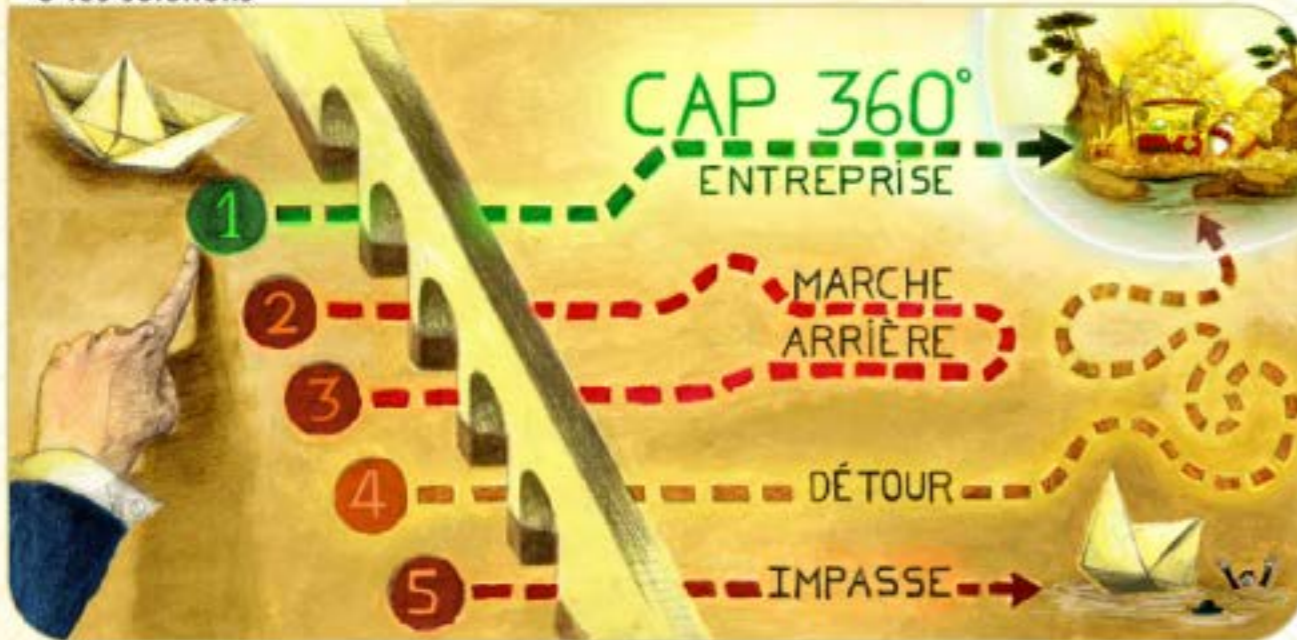 1
CAP 360°
ENTREPRISE
2
MARCHE
ARRIÈRE
3
4
DÉTOUR
5
IMPASSE